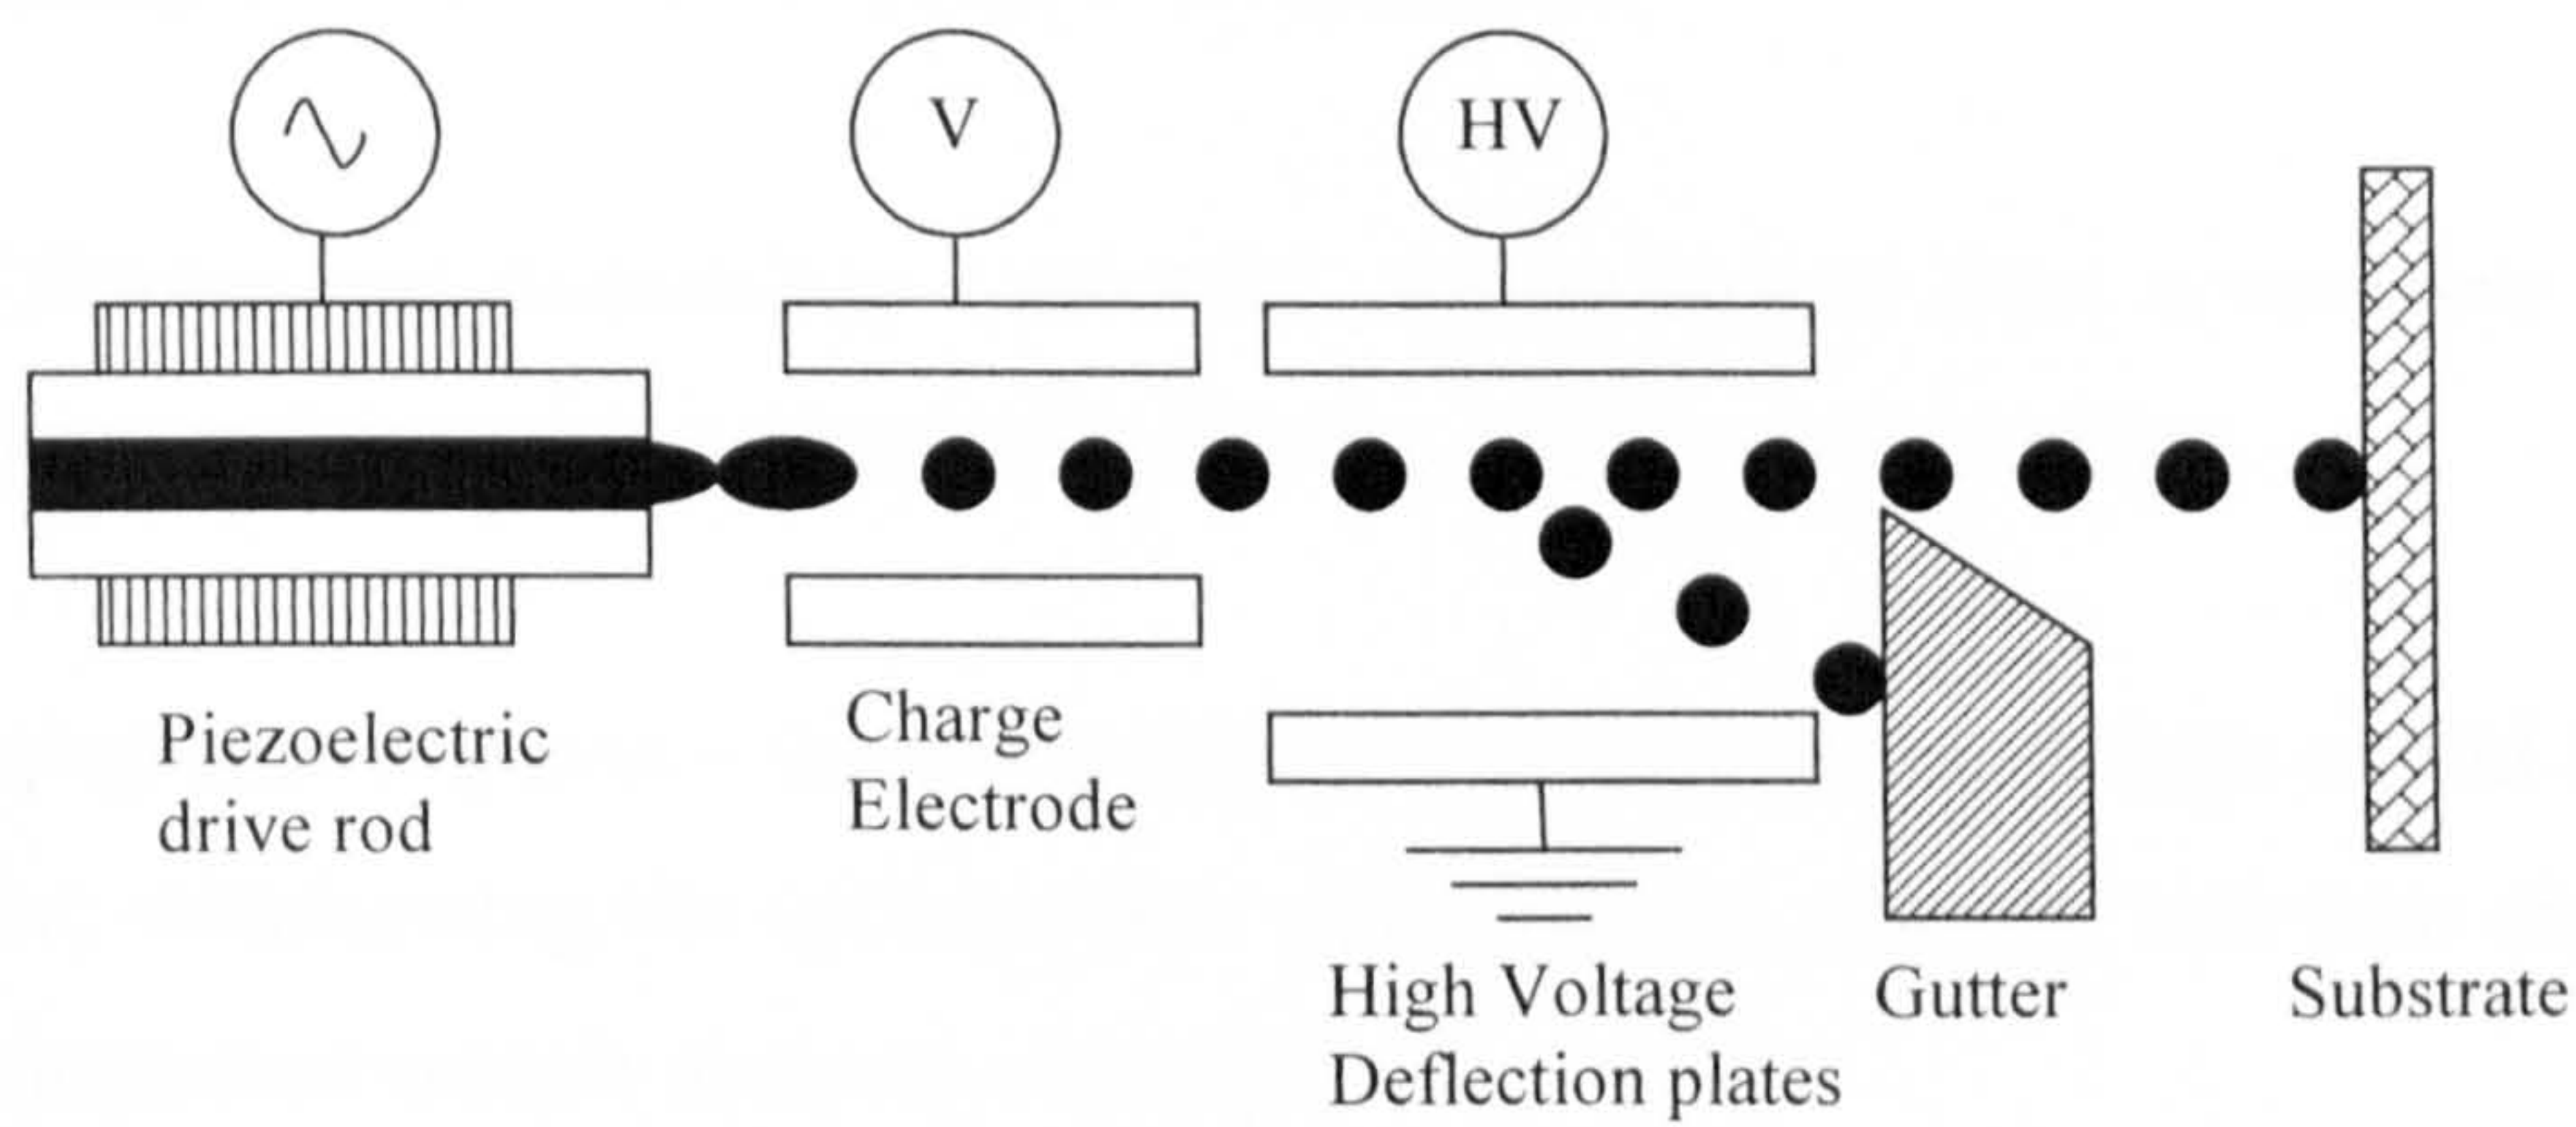 V
HV
Piezoelectric
drive rod
Charge
Electrode
High Voltage
Deflection plates
Gutter
Substrate